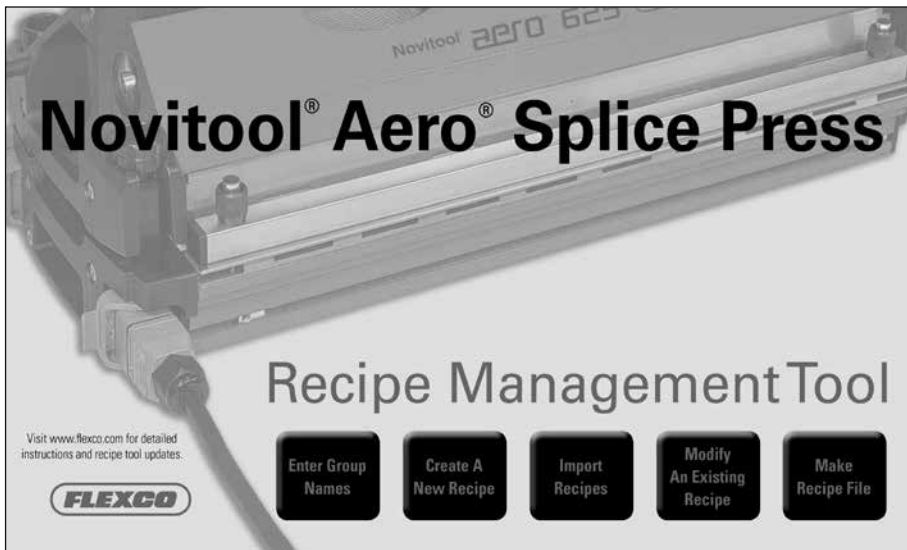 Novitool aero 625
Novitool® Aero® Splice Press
Recipe Management Tool
Visit www.flexco.com for detailed
instructions and recipe tool updates.
FLEXCO
Enter Group
Names
Create A
New Recipe
Import
Recipes
Modify
An Existing
Recipe
Make
Recipe File